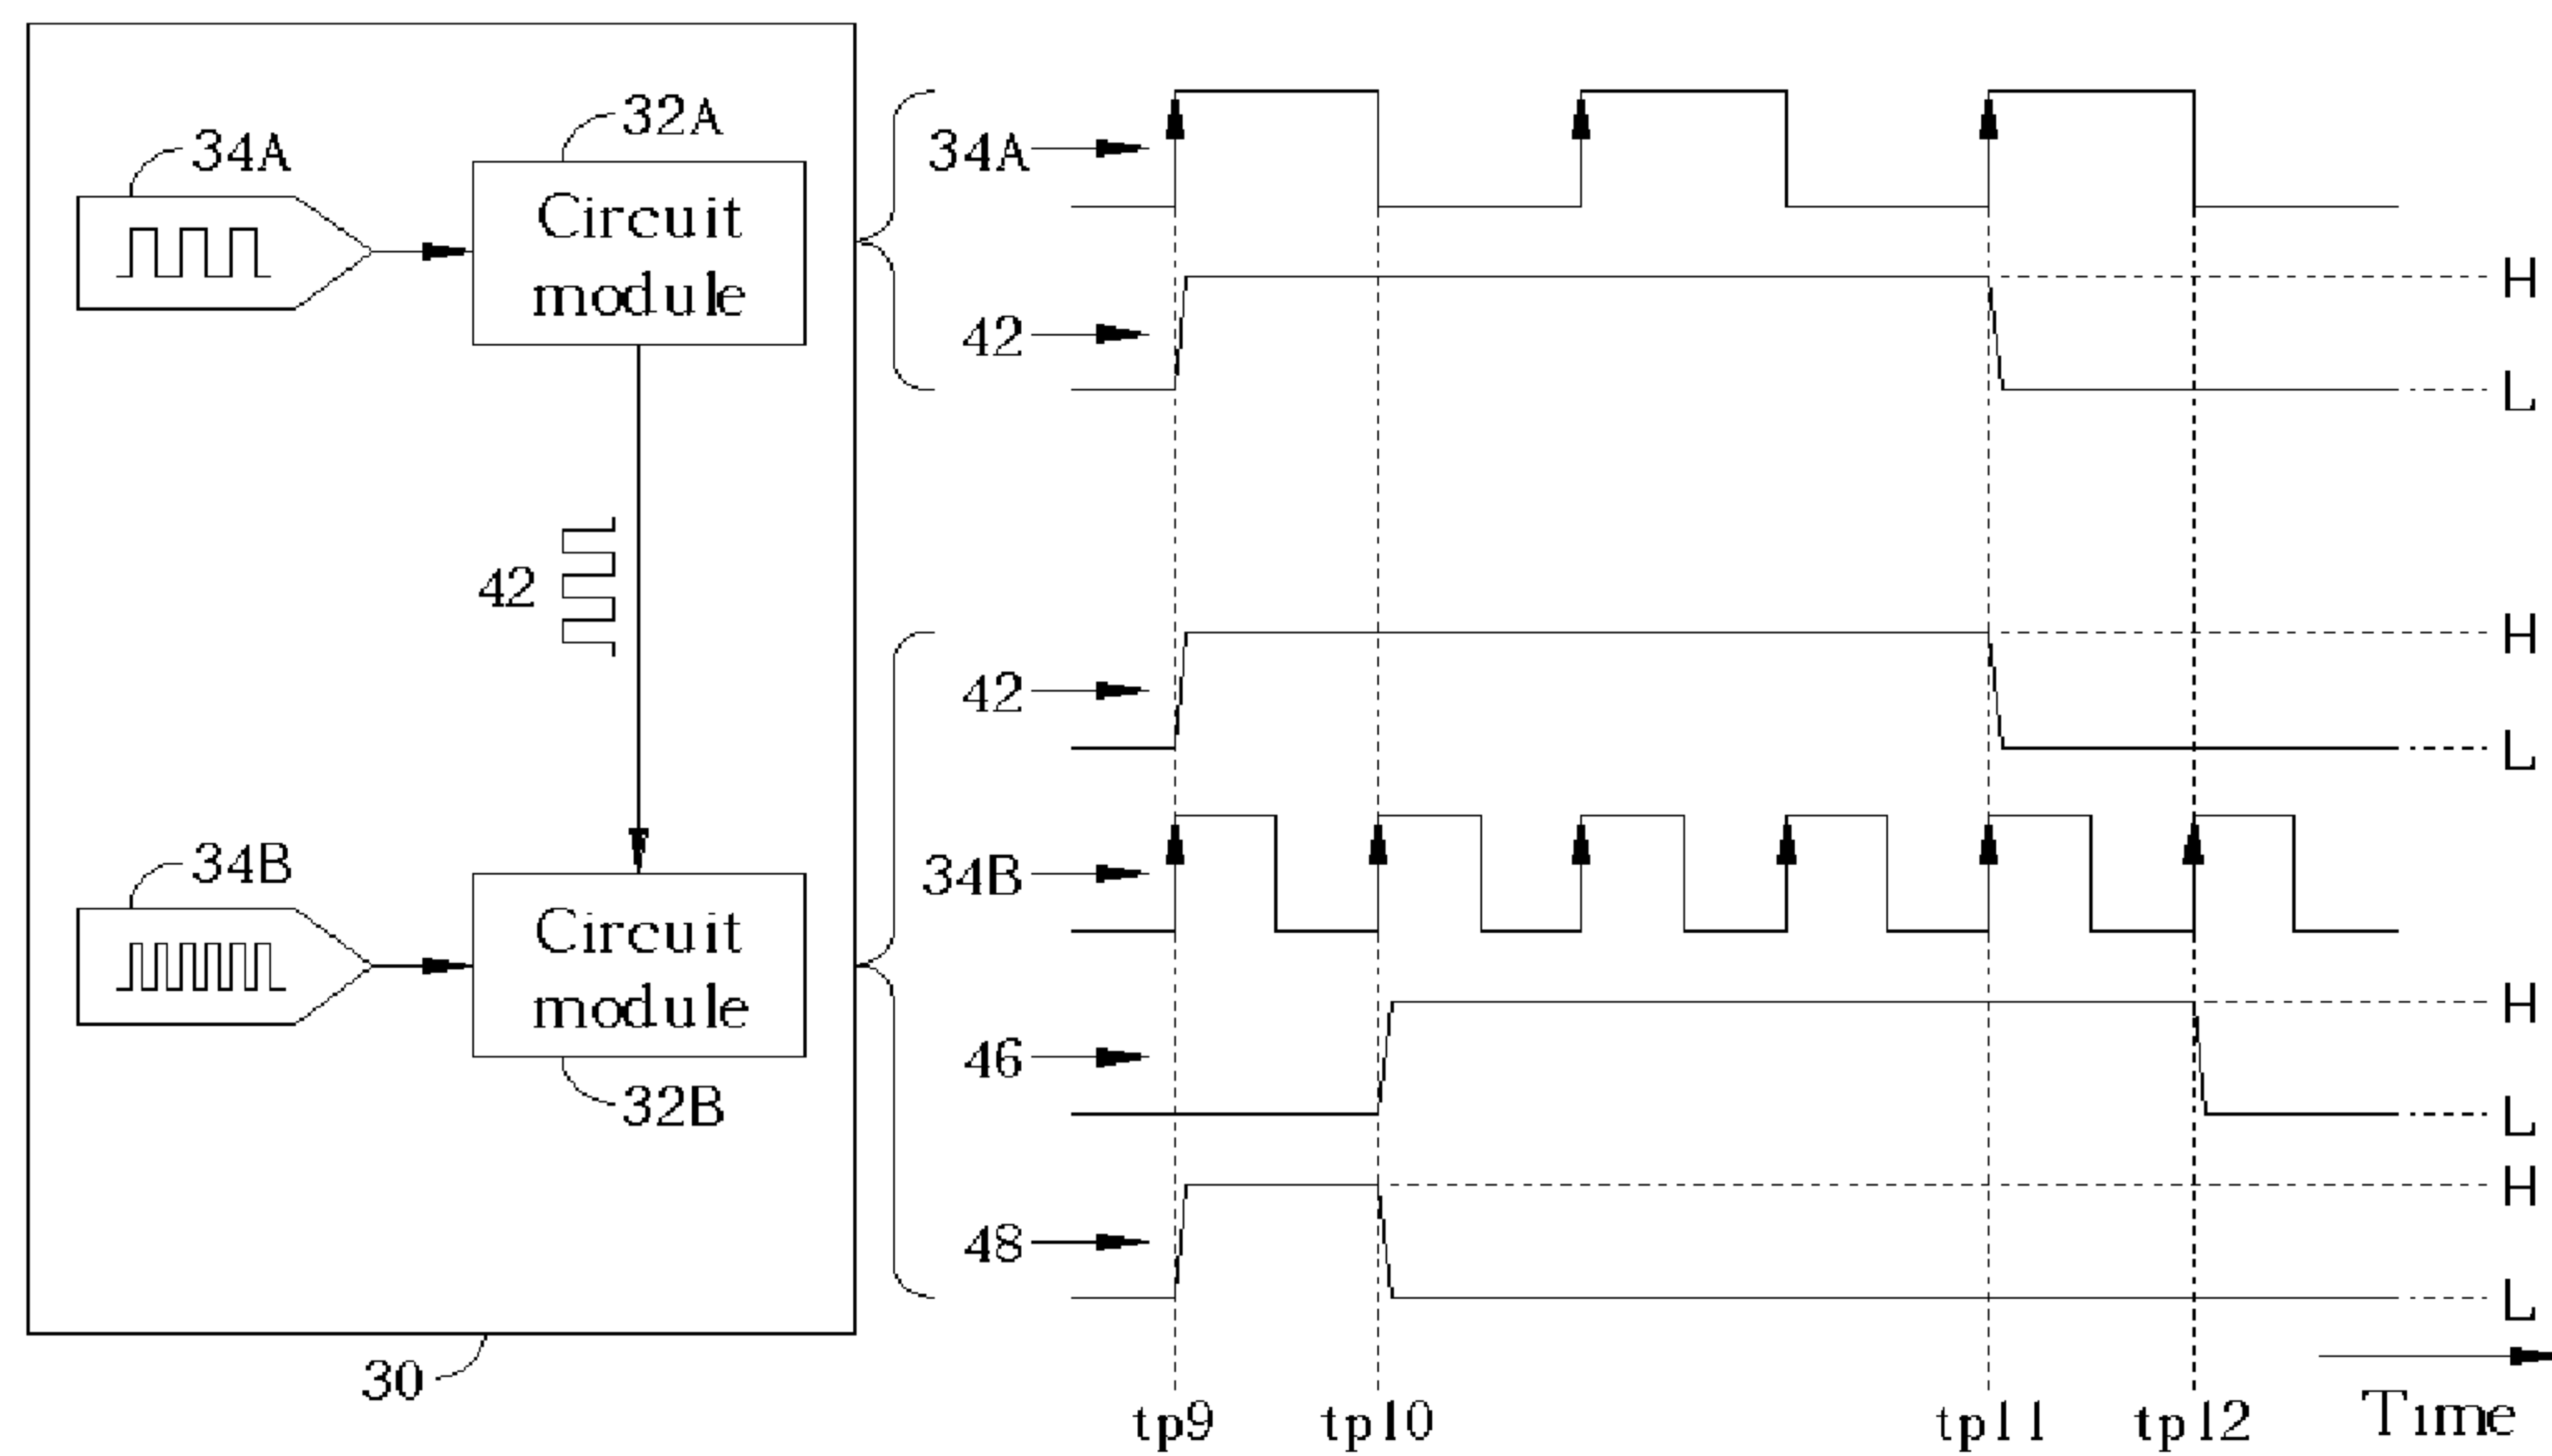 34A
32A
Circuit
module
42
34B
Circuit
module
32B
30
34A
42
H
L
42
H
L
34B
46
H
L
48
H
L
tp9 tp10 tp11 tp12 Time